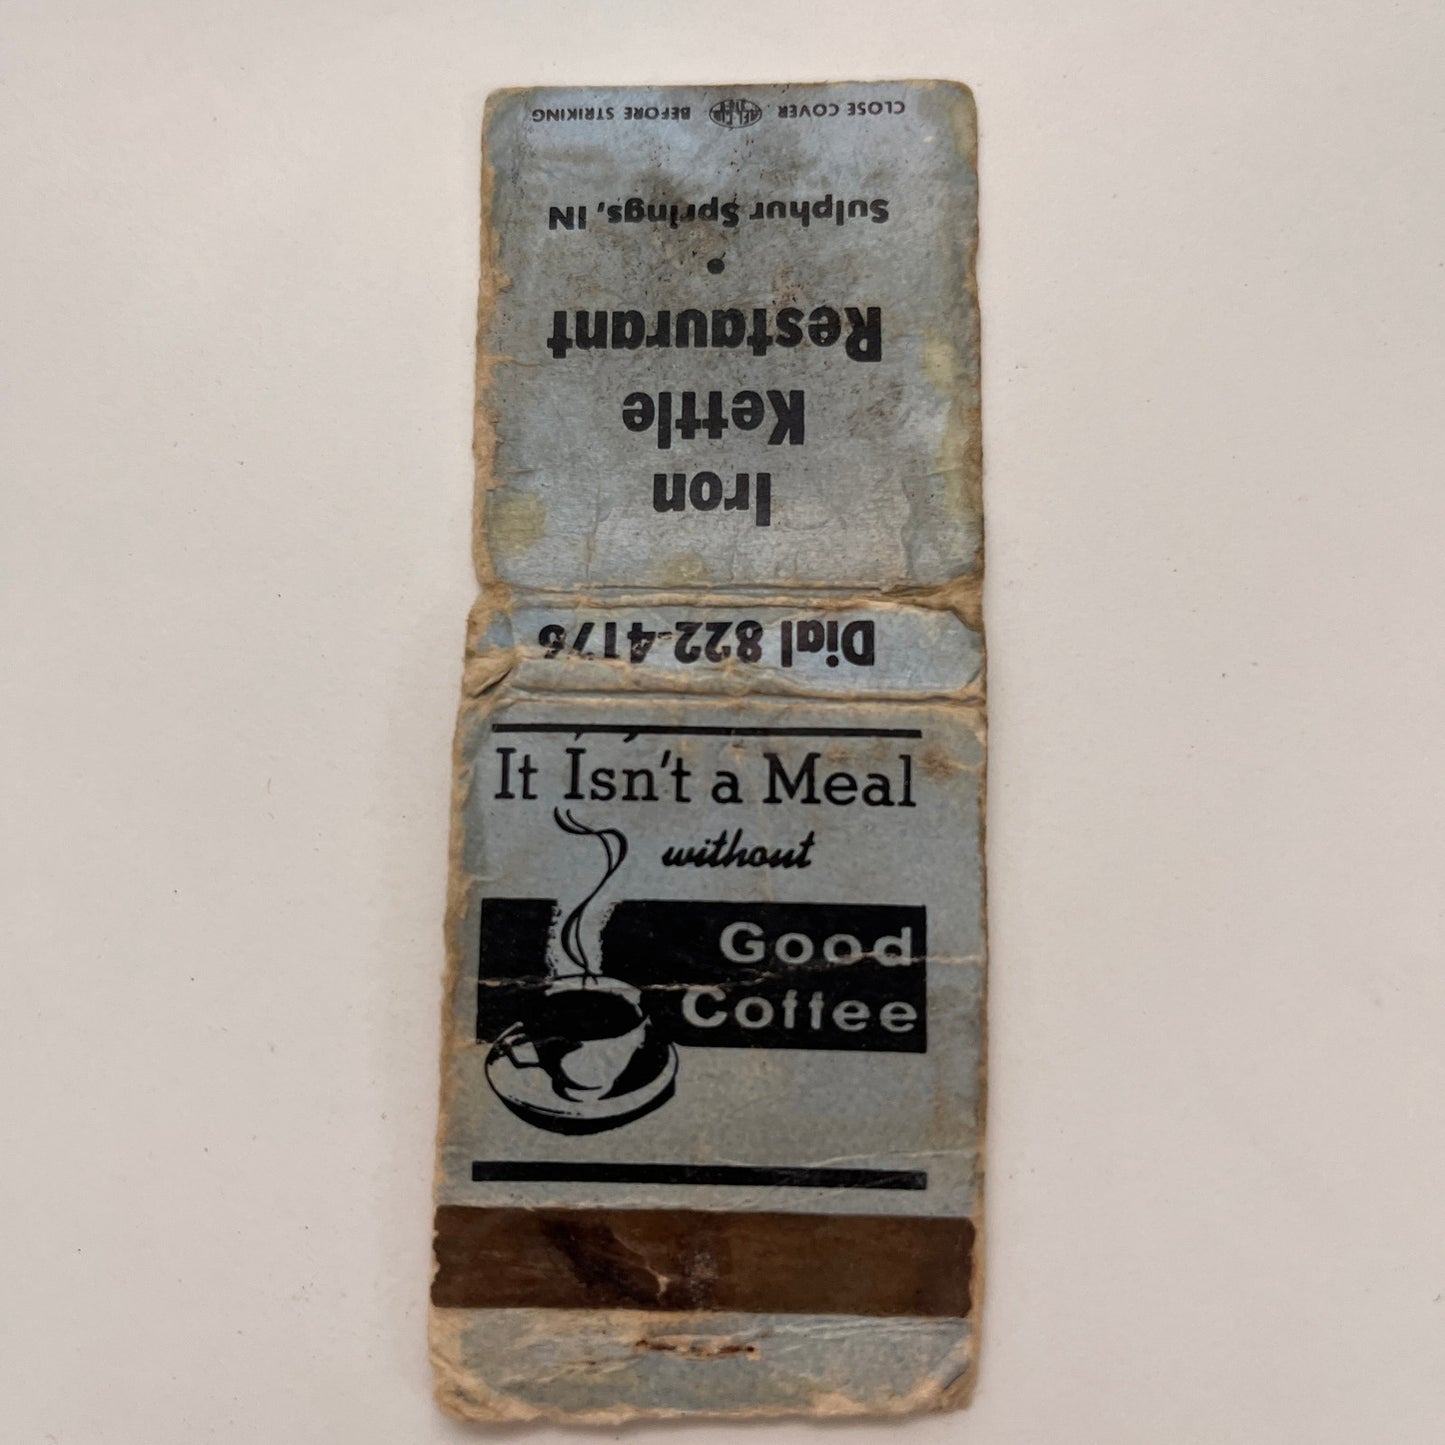 CLOSE COVER BEFORE STRIKING
Iron
Kettle
Restaurant
•
Sulphur Springs, IN
Dial 822-4176
It Isn't a Meal
without
Good
Coffee